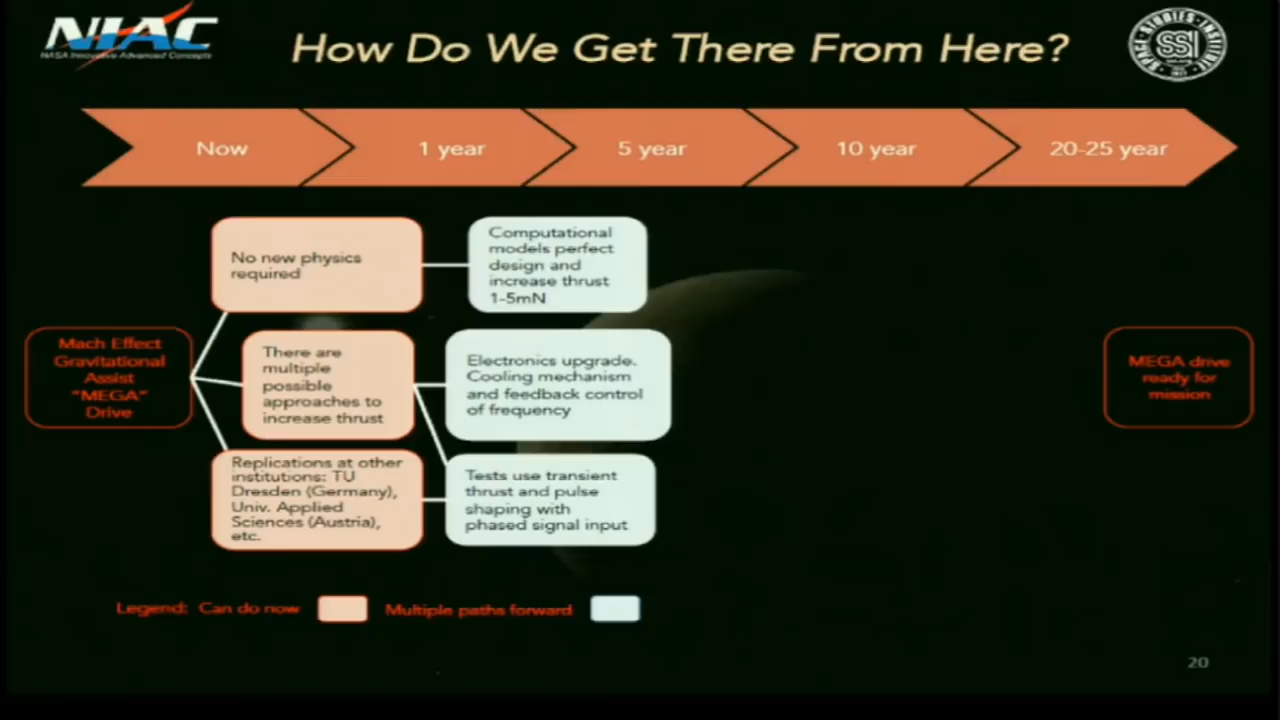 NIAC
NASA Innovative Advanced Concepts
How Do We Get There From Here?
SPACE STUDIES INSTITUTE
SSI
Now
1 year
5 year
10 year
20-25 year
Mach Effect
Gravitational
Assist
"MEGA"
Drive
No new physics
required
There are
multiple
possible
approaches to
increase thrust
Replications at other
institutions: TU
Dresden (Germany),
Univ. Applied
Sciences (Austria),
etc.
Computational
models perfect
design and
increase thrust
1-5mN
Electronics upgrade.
Cooling mechanism
and feedback control
of frequency
Tests use transient
thrust and pulse
shaping with
phased signal input
MEGA drive
ready for
mission
Legend: Can do now
Multiple paths forward
20